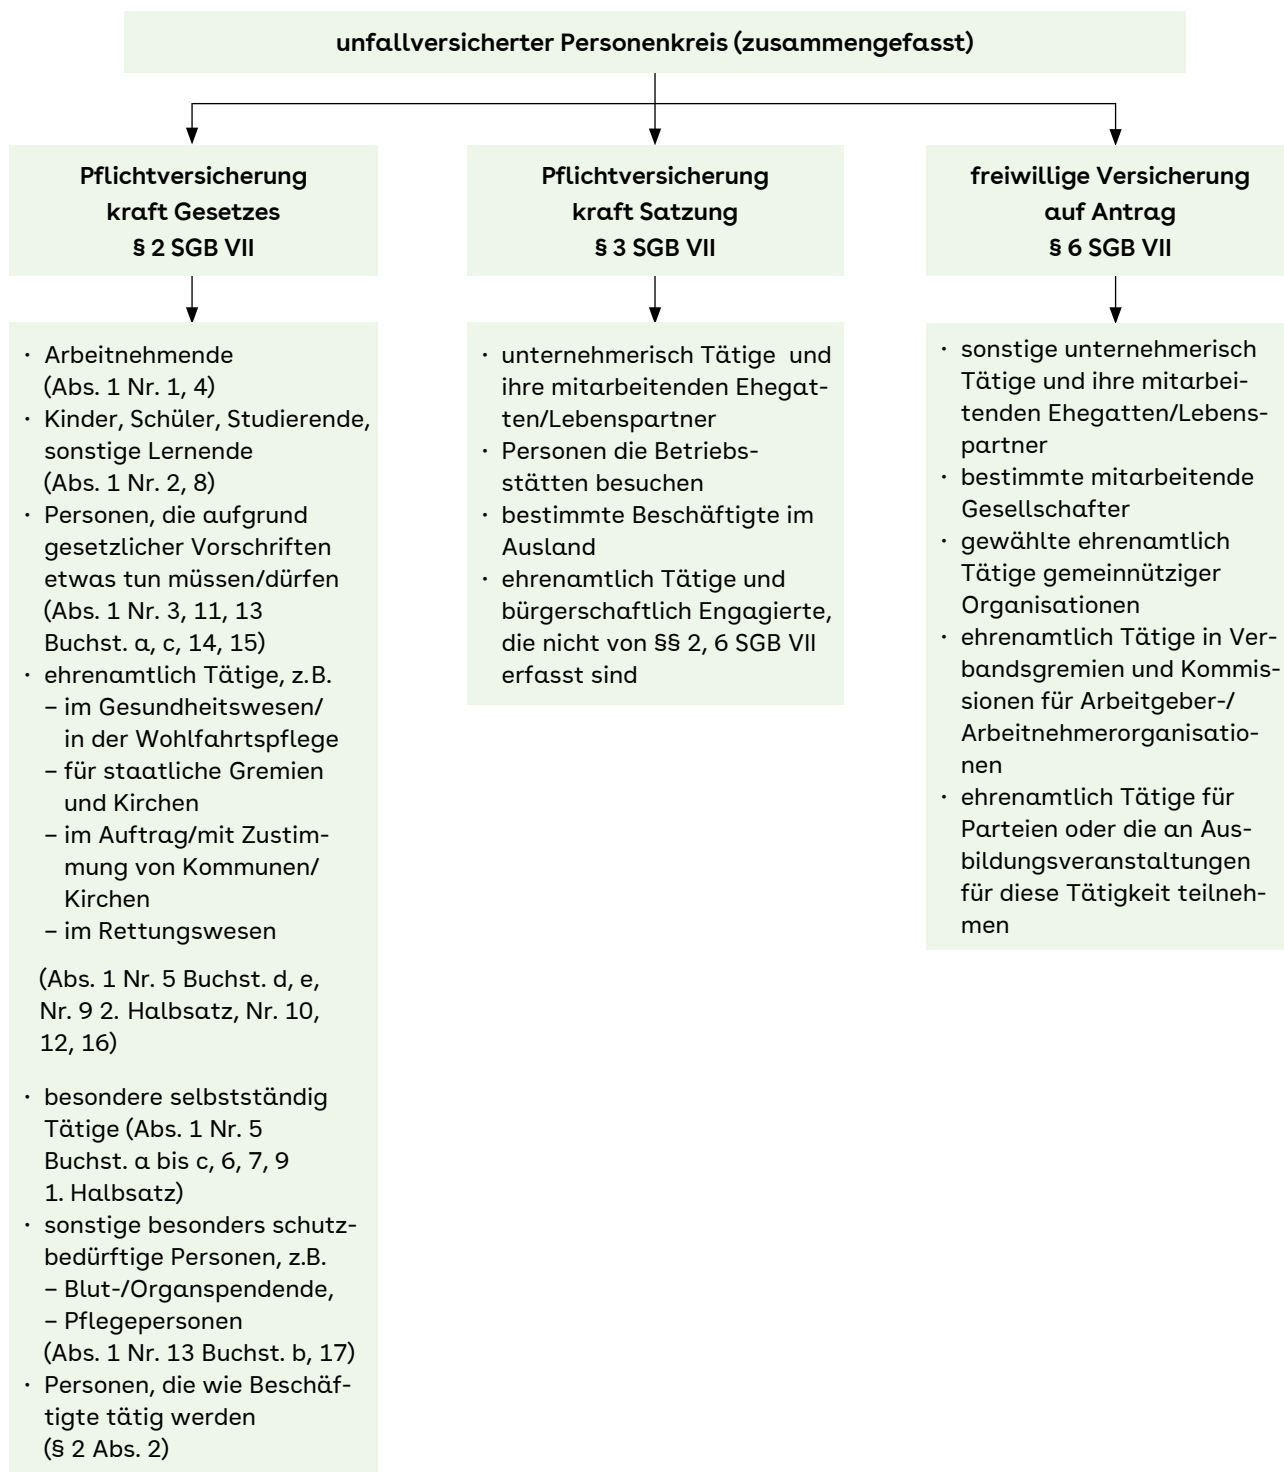 unfallversicherter Personenkreis (zusammengefasst)
Pflichtversicherung
kraft Gesetzes
§ 2 SGB VII
· Arbeitnehmende
(Abs. 1 Nr. 1, 4)
· Kinder, Schüler, Studierende,
sonstige Lernende
(Abs. 1 Nr. 2, 8)
· Personen, die aufgrund
gesetzlicher Vorschriften
etwas tun müssen/dürfen
(Abs. 1 Nr. 3, 11, 13
Buchst. a, c, 14, 15)
· ehrenamtlich Tätige, z.B.
– im Gesundheitswesen/
in der Wohlfahrtspflege
– für staatliche Gremien
und Kirchen
– im Auftrag/mit Zustim-
mung von Kommunen/
Kirchen
– im Rettungswesen
(Abs. 1 Nr. 5 Buchst. d, e,
Nr. 9 2. Halbsatz, Nr. 10,
12, 16)
· besondere selbstständig
Tätige (Abs. 1 Nr. 5
Buchst. a bis c, 6, 7, 9
1. Halbsatz)
· sonstige besonders schutz-
bedürftige Personen, z.B.
– Blut-/Organspendende,
– Pflegepersonen
(Abs. 1 Nr. 13 Buchst. b, 17)
· Personen, die wie Beschäf-
tigte tätig werden
(§ 2 Abs. 2)
Pflichtversicherung
kraft Satzung
§ 3 SGB VII
· unternehmerisch Tätige und
ihre mitarbeitenden Ehegat-
ten/Lebenspartner
· Personen die Betriebs-
stätten besuchen
· bestimmte Beschäftigte im
Ausland
· ehrenamtlich Tätige und
bürgerschaftlich Engagierte,
die nicht von §§ 2, 6 SGB VII
erfasst sind
freiwillige Versicherung
auf Antrag
§ 6 SGB VII
· sonstige unternehmerisch
Tätige und ihre mitarbei-
tenden Ehegatten/Lebens-
partner
· bestimmte mitarbeitende
Gesellschafter
· gewählte ehrenamtlich
Tätige gemeinnütziger
Organisationen
· ehrenamtlich Tätige in Ver-
bandsgremien und Kommis-
sionen für Arbeitgeber-/
Arbeitnehmerorganisatio-
nen
· ehrenamtlich Tätige für
Parteien oder die an Aus-
bildungsveranstaltungen
für diese Tätigkeit teilneh-
men